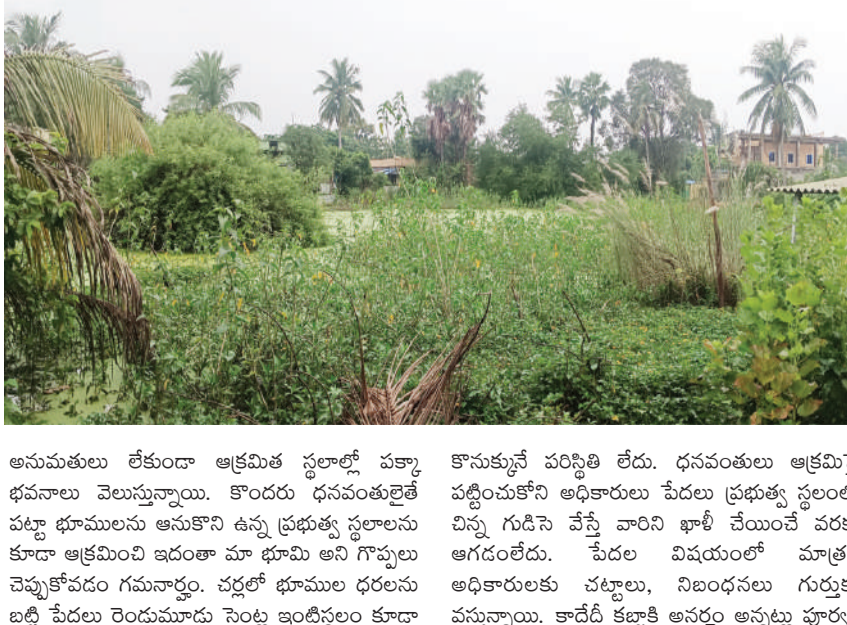 అనుమతులు లేకుండా ఆక్రమిత స్థలాల్లో పక్కా
భవనాలు వెలుస్తున్నాయి. కొందరు ధనవంతులైతే
పట్టా భూములను ఆనుకొని ఉన్న ప్రభుత్వ స్థలాలను
కూడా ఆక్రమించి ఇదంతా మా భూమి అని గొప్పలు
చెప్పుకోవడం గమనార్హం. చర్లలో భూముల ధరలను
బట్టి పేదలు రెండుమూడు సెంట్ల ఇంటిస్థలం కూడా
కొనుక్కునే పరిస్థితి లేదు. ధనవంతులు
పట్టించుకోని అధికారులు పేదలు ప్రభుత్వ
చిన్న గుడిసె వేస్తే వారిని ఖాళీ చేయించే
ఆగడంలేదు. పేదల విషయంలో
అధికారులకు చట్టాలు, నిబంధనలు
వస్తున్నాయి. కాదేదీ కబ్జాకి అనర్హం అన్నట్టు